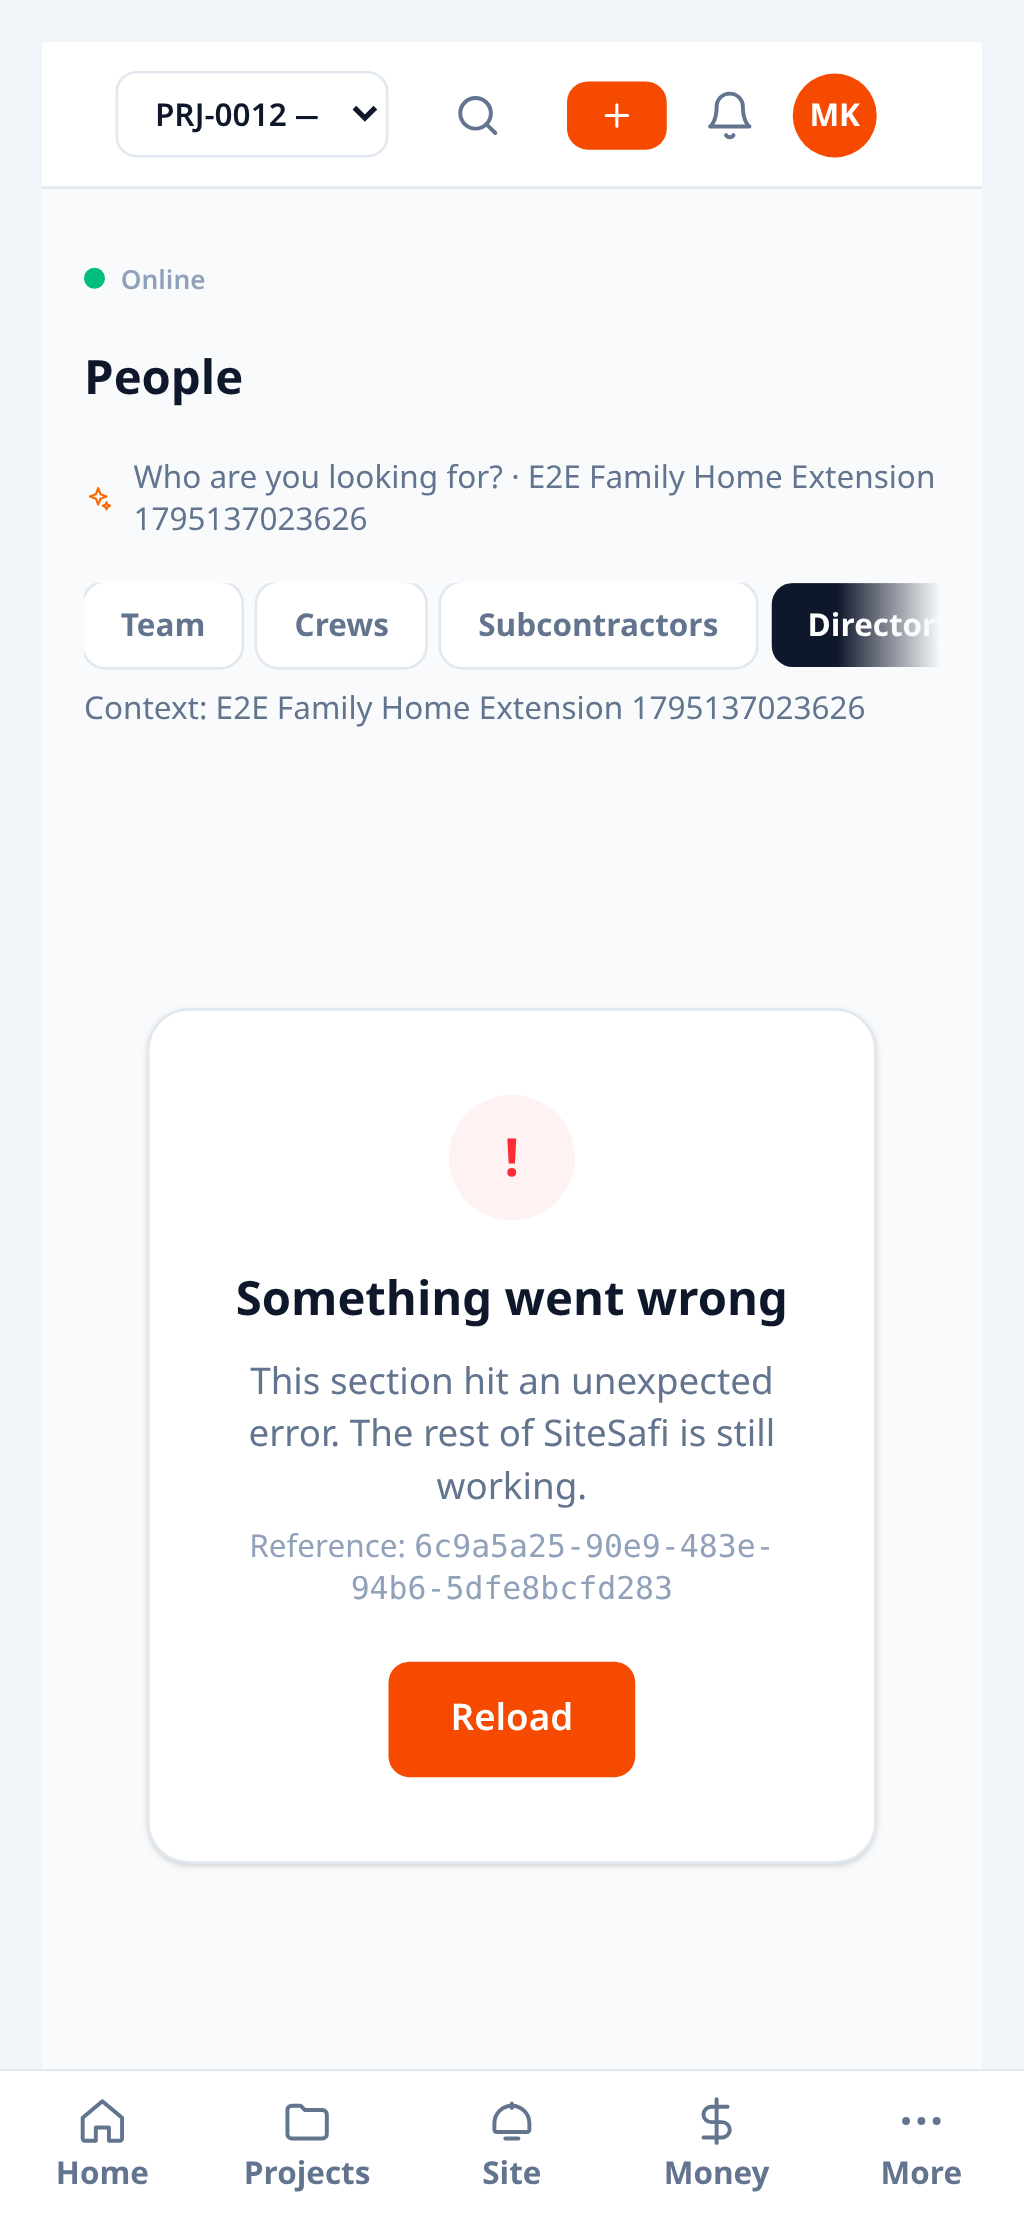 PRJ-0012 –
MK
Online
People
Who are you looking for? · E2E Family Home Extension
1795137023626
Team
Crews
Subcontractors
Director
Context: E2E Family Home Extension 1795137023626
!
Something went wrong
This section hit an unexpected
error. The rest of SiteSafi is still
working.
Reference: 6c9a5a25-90e9-483e-
94b6-5dfe8bcfd283
Reload
Home
Projects
Site
Money
More